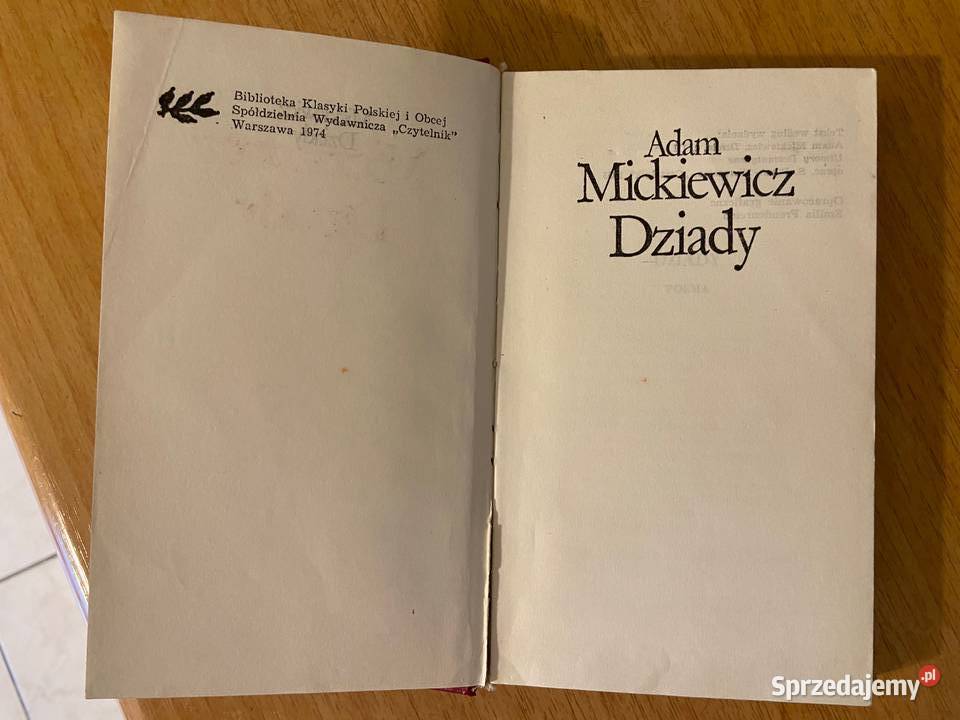 Biblioteka Klasyki Polskiej i Obcej
Spółdzielnia Wydawnicza „Czytelnik”
Warszawa 1974
Adam
Mickiewicz
Dziady
Sprzedajemy.pl